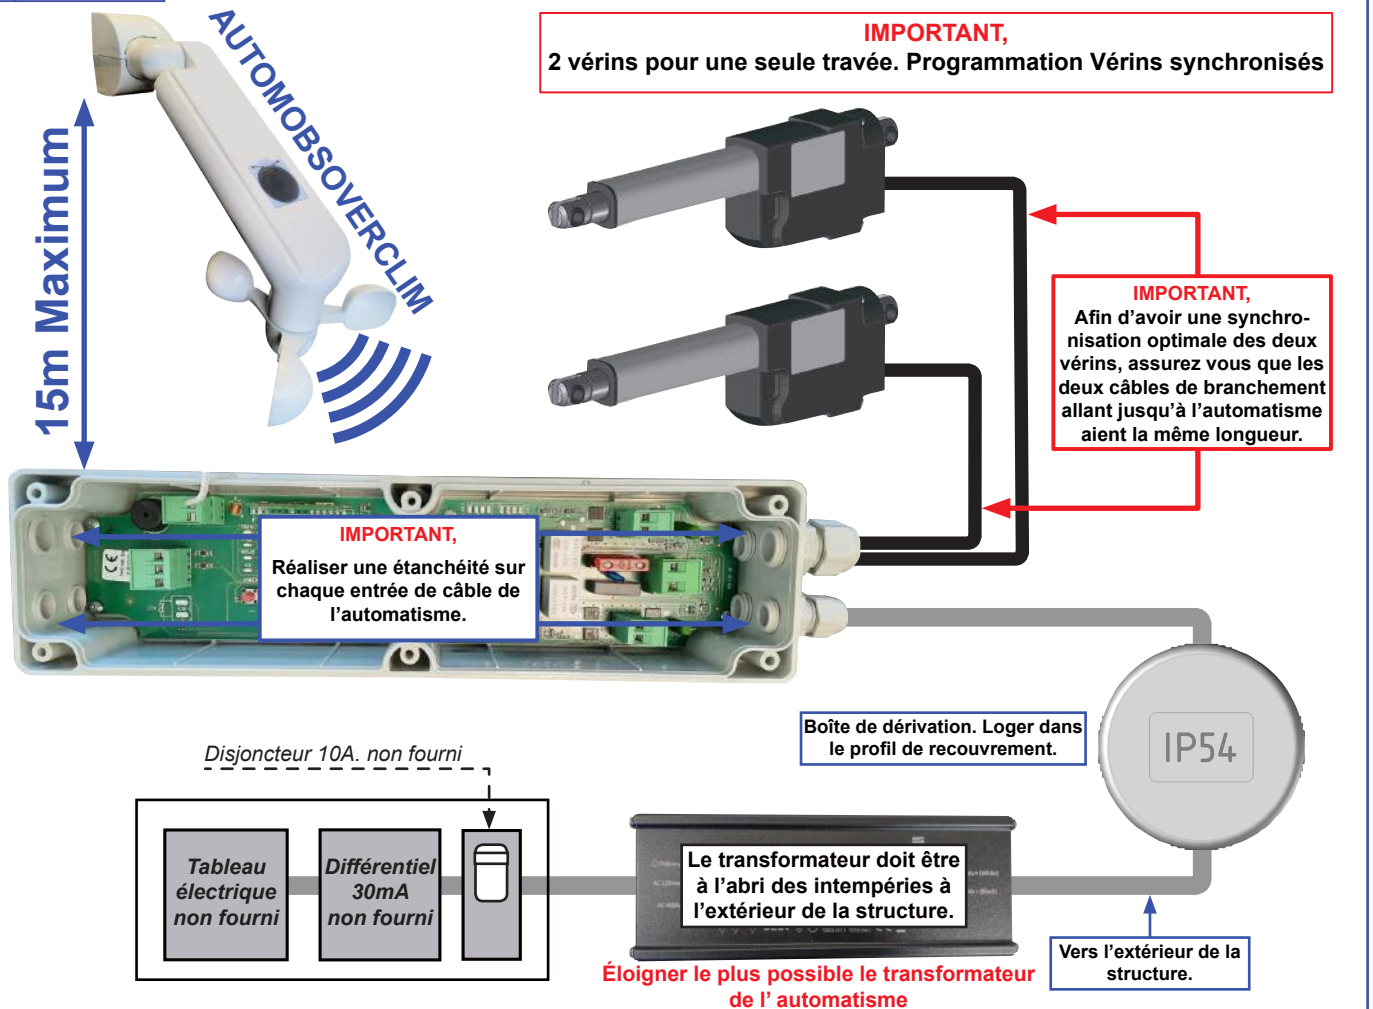 IMPORTANT,
2 vérins pour une seule travée. Programmation Vérins synchronisés
AUTOMOBSOVERCLIM
15m Maximum
IMPORTANT,
Afin d’avoir une synchro-
nisation optimale des deux
vérins, assurez vous que les
deux câbles de branchement
allant jusqu’à l’automatisme
aient la même longueur.
IMPORTANT,
Réaliser une étanchéité sur
chaque entrée de câble de
l’automatisme.
Boîte de dérivation. Loger dans
le profil de recouvrement.
IP54
Disjoncteur 10A. non fourni
Tableau
électrique
non fourni
Différentiel
30mA
non fourni
Le transformateur doit être
à l’abri des intempéries à
l’extérieur de la structure.
Éloigner le plus possible le transformateur
de l’ automatisme
Vers l’extérieur de la
structure.